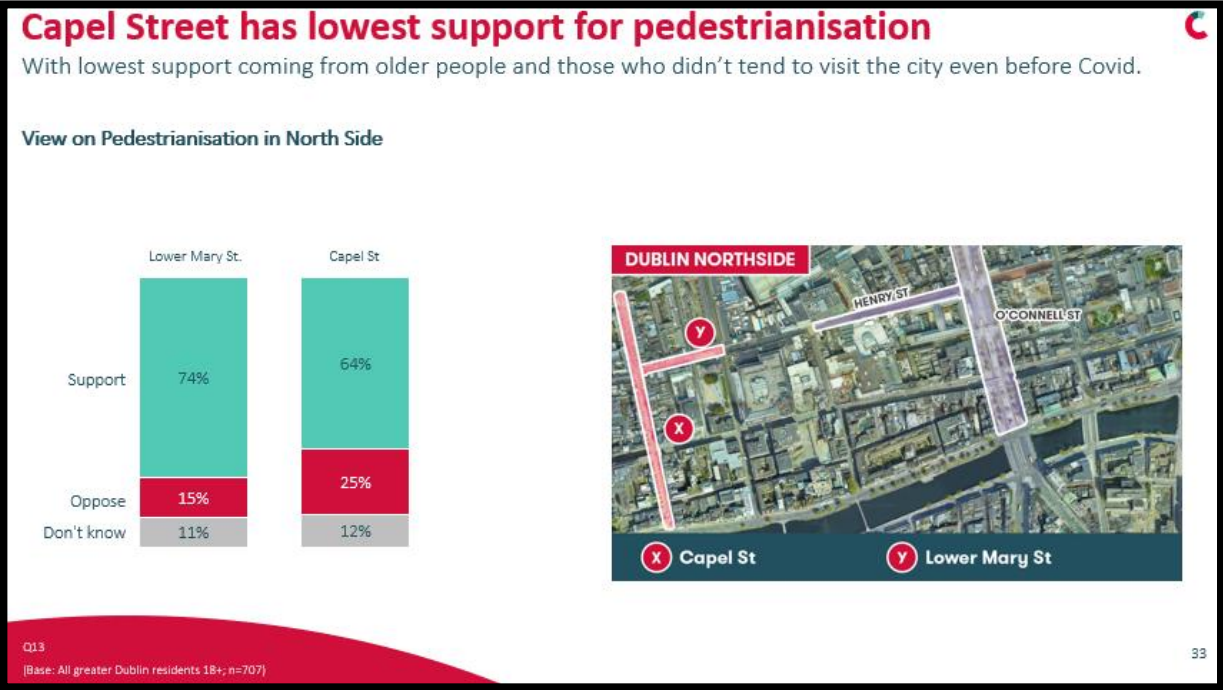 Capel Street has lowest support for pedestrianisation
With lowest support coming from older people and those who didn't tend to visit the city even before Covid.
View on Pedestrianisation in North Side
Lower Mary St.
Capel St
Support
74%
64%
Oppose
15%
25%
Don't know
11%
12%
DUBLIN NORTHSIDE
HENRY ST
O'CONNELL ST
Y
X
X Capel St
Y Lower Mary St
Q13
(Base: All greater Dublin residents 18+; n=707)
33